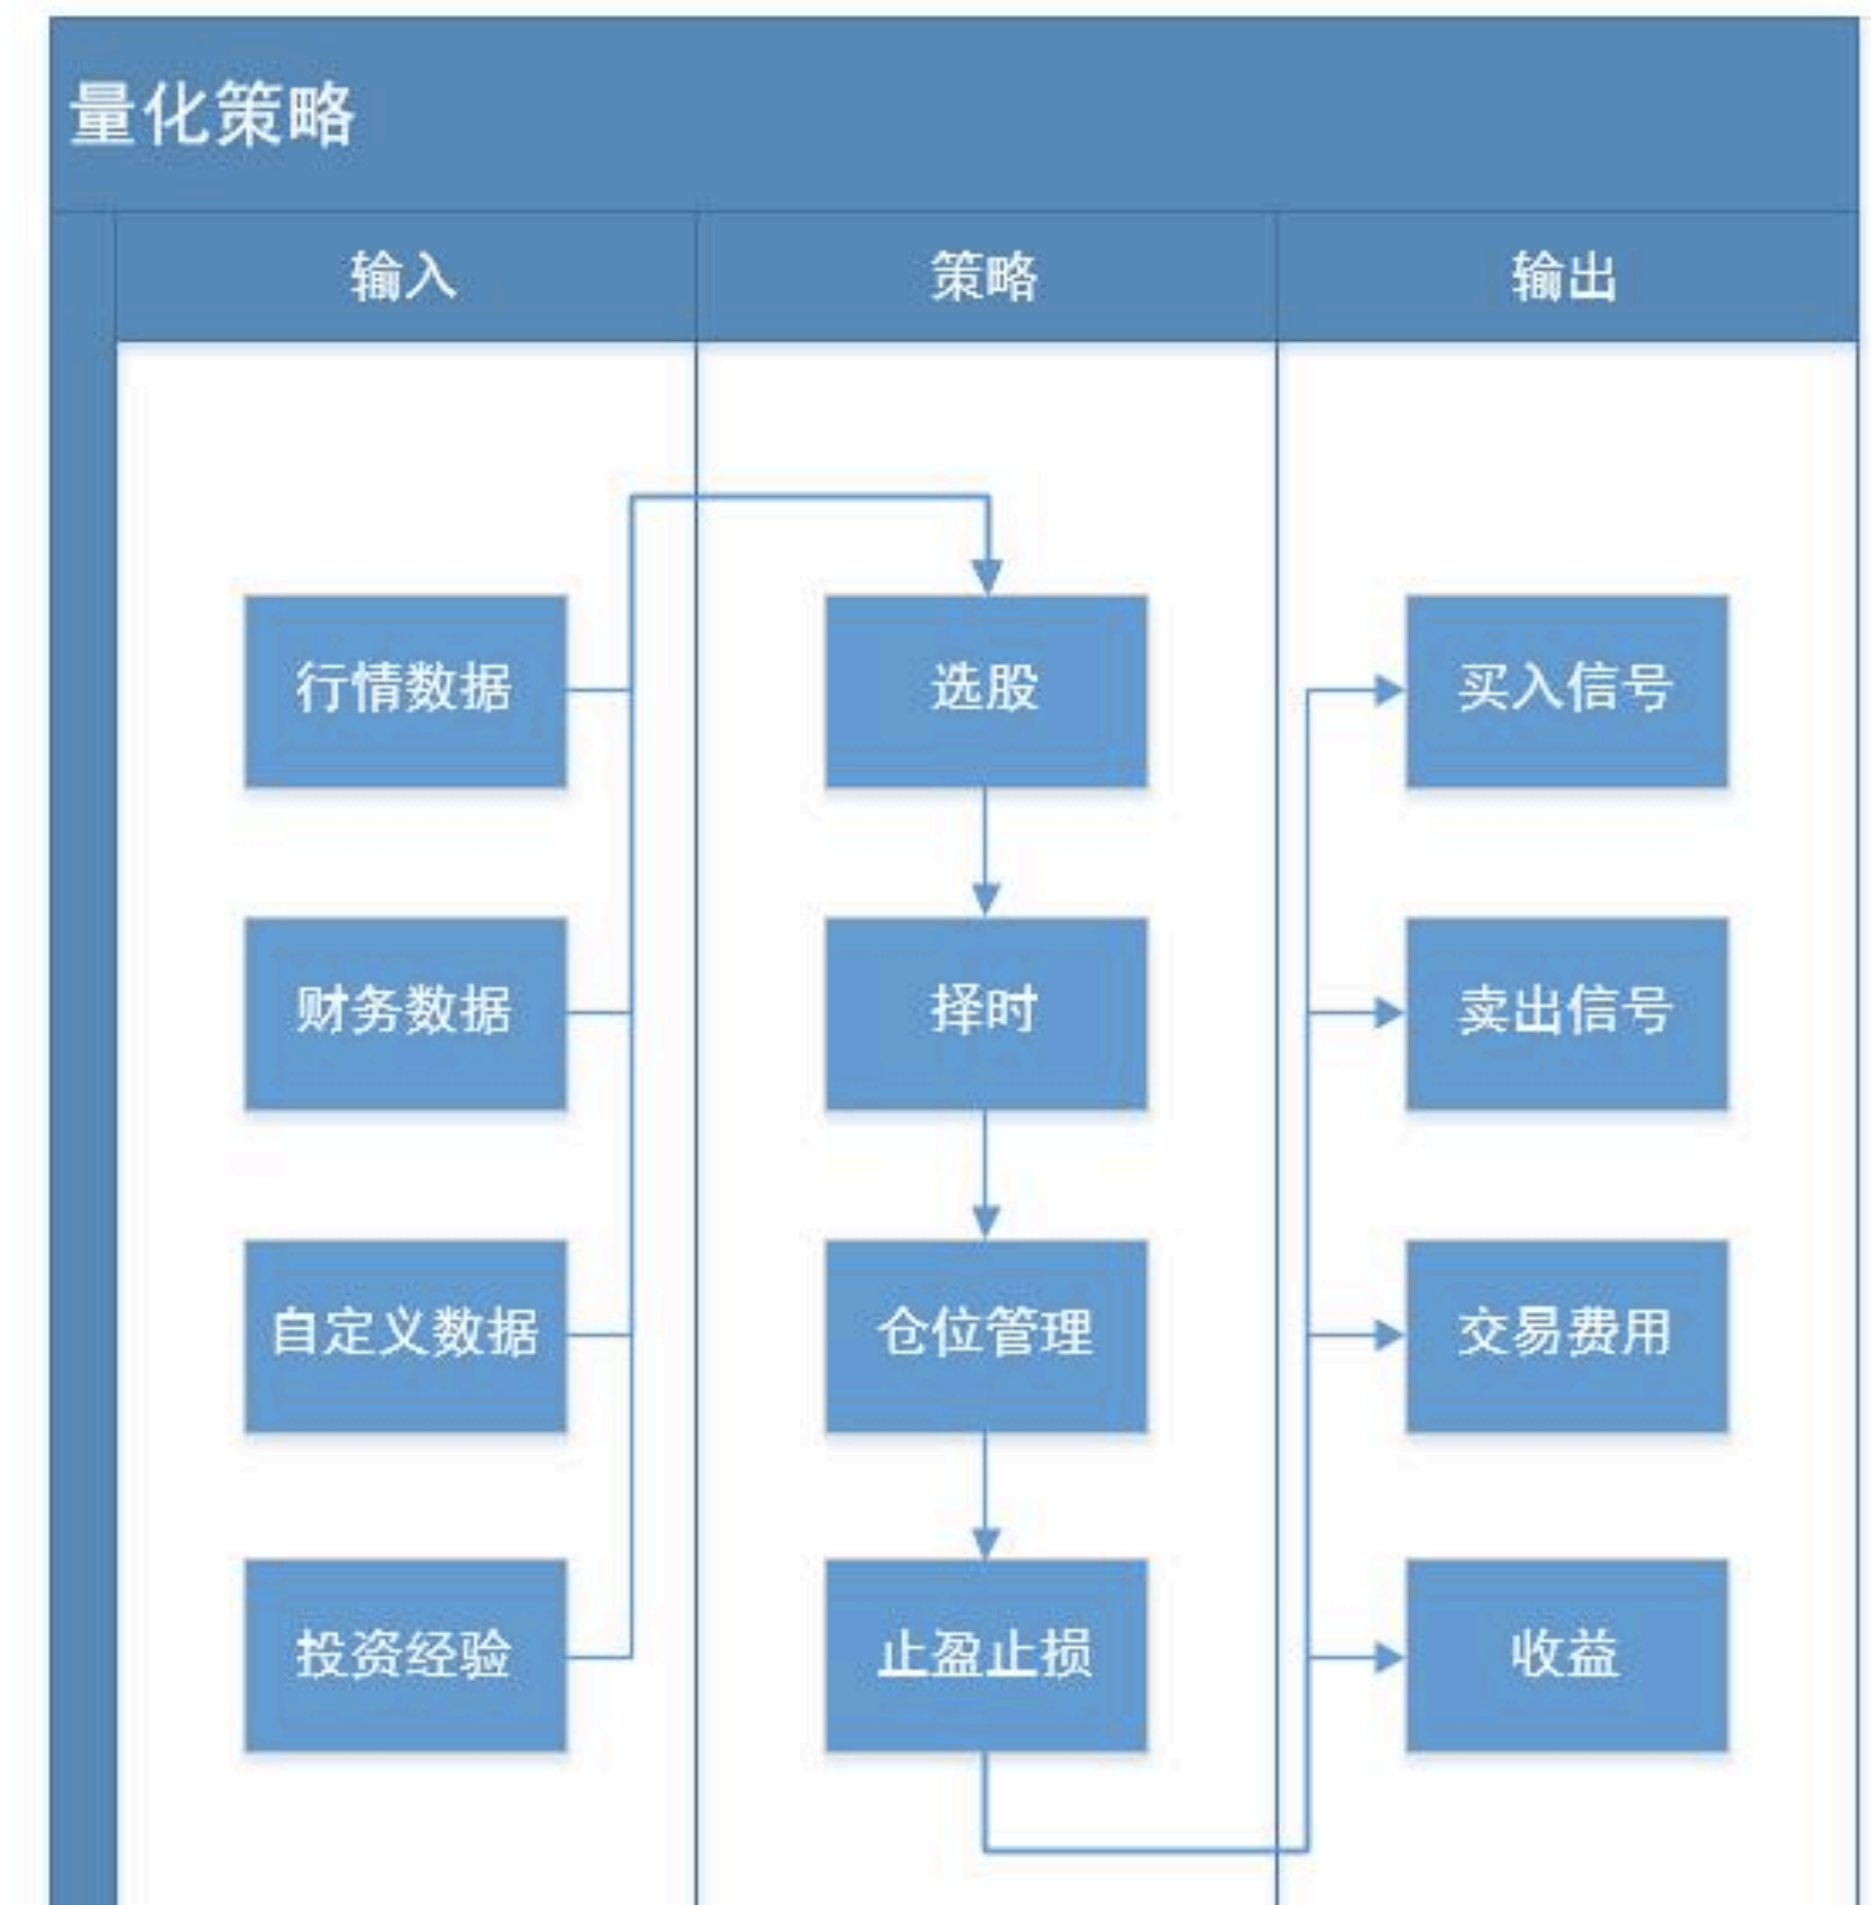 量化策略
输入
策略
输出
行情数据
选股
买入信号
财务数据
择时
卖出信号
自定义数据
仓位管理
交易费用
投资经验
止盈止损
收益